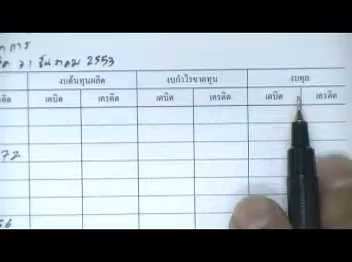 31 ธันวาคม 2553
งบต้นทุนผลิต งบกำไรขาดทุน งบดุล
เดบิต เครดิต เดบิต เครดิต เดบิต เครดิต
72